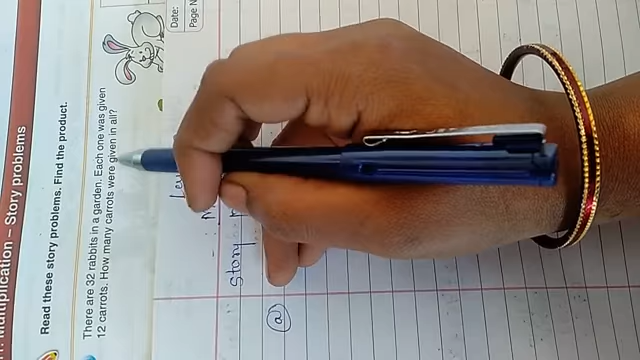 Multiplication – Story problems
Read these story problems. Find the product.
There are 32 rabbits in a garden. Each one was given
12 carrots. How many carrots were given in all?
Date:
Page N
story
a)